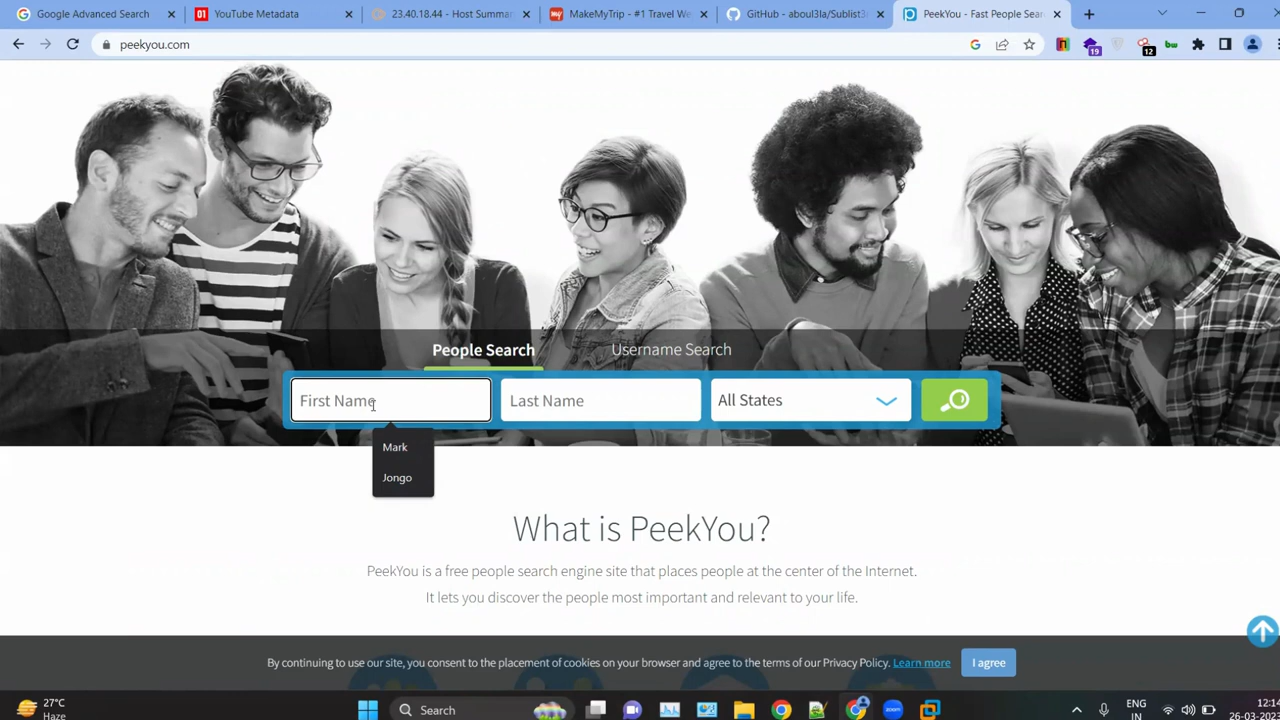 Google Advanced Search
YouTube Metadata
23.40.18.44 - Host Summar
MakeMyTrip - #1 Travel We
GitHub - aboul3la/Sublist3
PeekYou - Fast People Sear
peekyou.com
19
12
People Search
Username Search
First Name
Last Name
All States
Mark
Jongo
What is PeekYou?
PeekYou is a free people search engine site that places people at the center of the Internet.
It lets you discover the people most important and relevant to your life.
By continuing to use our site, you consent to the placement of cookies on your browser and agree to the terms of our Privacy Policy. Learn more
I agree
27°C
Haze
Search
ENG
IN
12:14
26-03-202